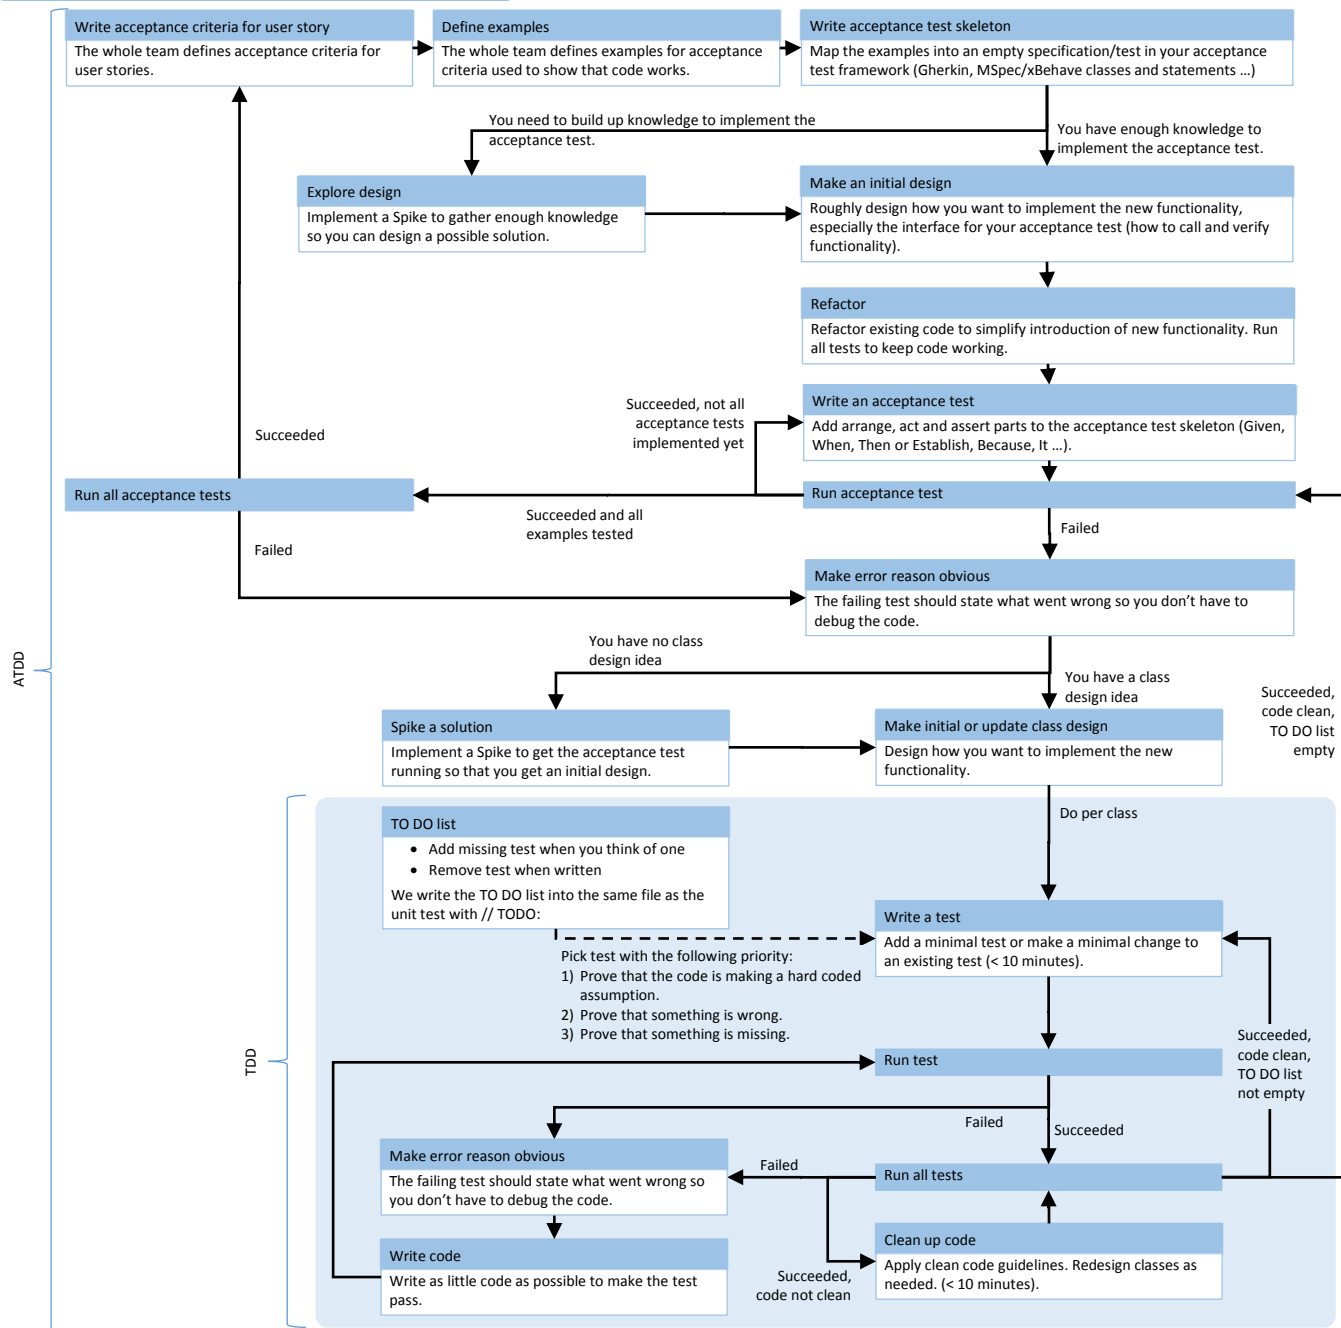 Write acceptance criteria for user story
The whole team defines acceptance criteria for
user stories.
Define examples
The whole team defines examples for acceptance
criteria used to show that code works.
Write acceptance test skeleton
Map the examples into an empty specification/test in your acceptance
test framework (Gherkin, MSpec/xBehave classes and statements …)
You need to build up knowledge to implement the
acceptance test.
You have enough knowledge to
implement the acceptance test.
Explore design
Implement a Spike to gather enough knowledge
so you can design a possible solution.
Make an initial design
Roughly design how you want to implement the new functionality,
especially the interface for your acceptance test (how to call and verify
functionality).
Refactor
Refactor existing code to simplify introduction of new functionality. Run
all tests to keep code working.
Write an acceptance test
Add arrange, act and assert parts to the acceptance test skeleton (Given,
When, Then or Establish, Because, It …).
Succeeded, not all
acceptance tests
implemented yet
Succeeded
Run all acceptance tests
Run acceptance test
Succeeded and all
examples tested
Failed
Failed
Make error reason obvious
The failing test should state what went wrong so you don’t have to
debug the code.
ATDD
You have no class
design idea
You have a class
design idea
Succeeded,
code clean,
TO DO list
empty
Spike a solution
Implement a Spike to get the acceptance test
running so that you get an initial design.
Make initial or update class design
Design how you want to implement the new
functionality.
Do per class
TDD
TO DO list
• Add missing test when you think of one
• Remove test when written
We write the TO DO list into the same file as the
unit test with // TODO:
Write a test
Add a minimal test or make a minimal change to
an existing test (< 10 minutes).
Pick test with the following priority:
1) Prove that the code is making a hard coded
assumption.
2) Prove that something is wrong.
3) Prove that something is missing.
Succeeded,
code clean,
TO DO list
not empty
Run test
Failed
Succeeded
Make error reason obvious
The failing test should state what went wrong so
you don’t have to debug the code.
Failed
Run all tests
Write code
Write as little code as possible to make the test
pass.
Succeeded,
code not clean
Clean up code
Apply clean code guidelines. Redesign classes as
needed. (< 10 minutes).